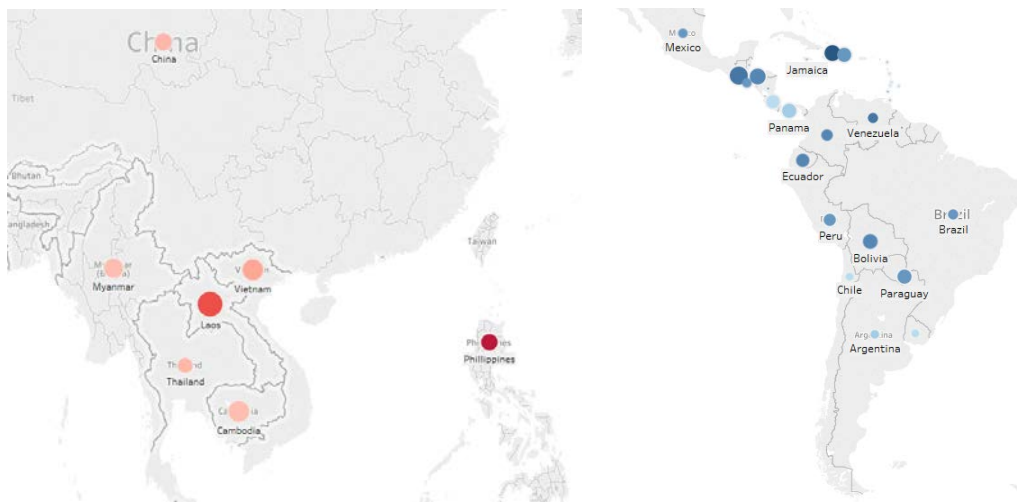 China
China
Tibet
Bhutan
angladesh
Taiwan
Myanmar
Vietnam
Laos
Phillippines
Thailand
Cambodia
Mexico
Jamaica
Panama
Venezuela
Ecuador
Brazil
Brazil
Peru
Bolivia
Chile
Paraguay
Argentina